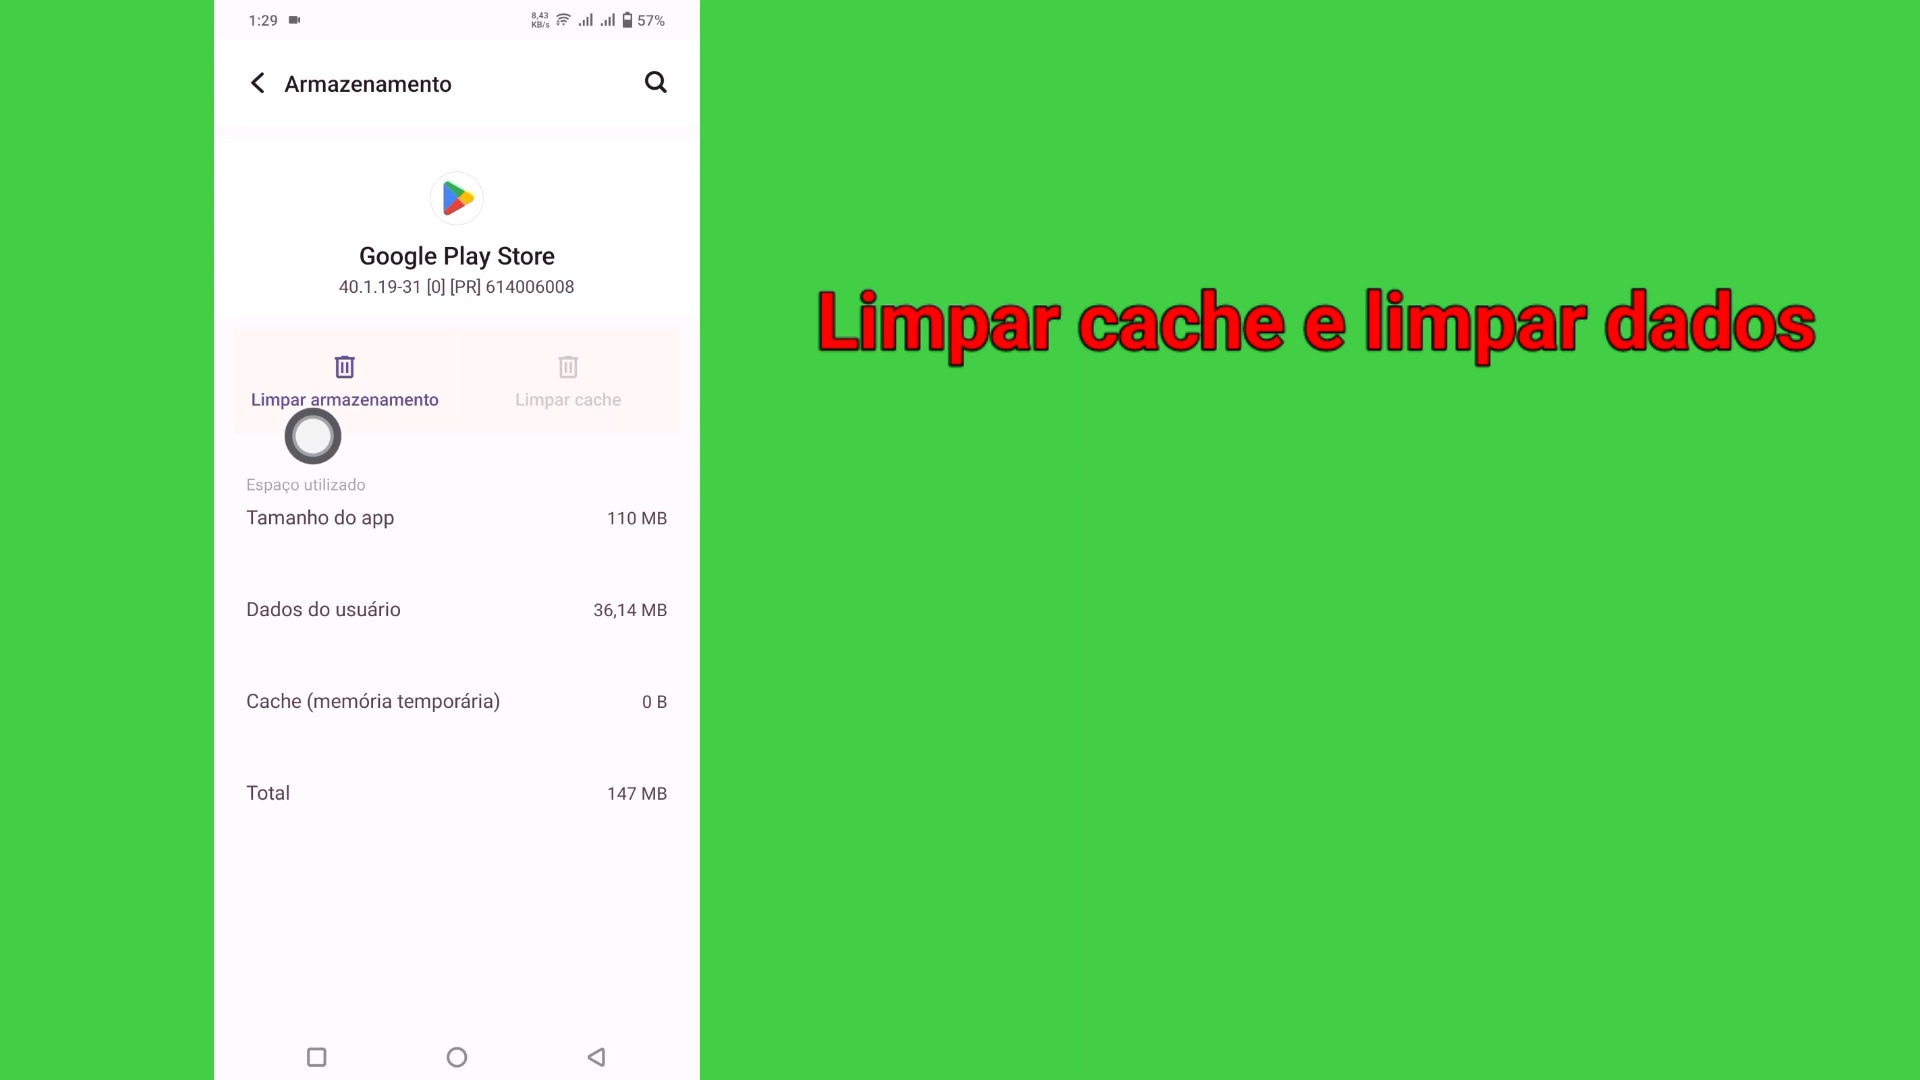 1:29
8,43 KB/s
57%
Armazenamento
Google Play Store
40.1.19-31 [0] [PR] 614006008
Limpar armazenamento
Limpar cache
Limpar cache e limpar dados
Espaço utilizado
Tamanho do app 110 MB
Dados do usuário 36,14 MB
Cache (memória temporária) 0 B
Total 147 MB